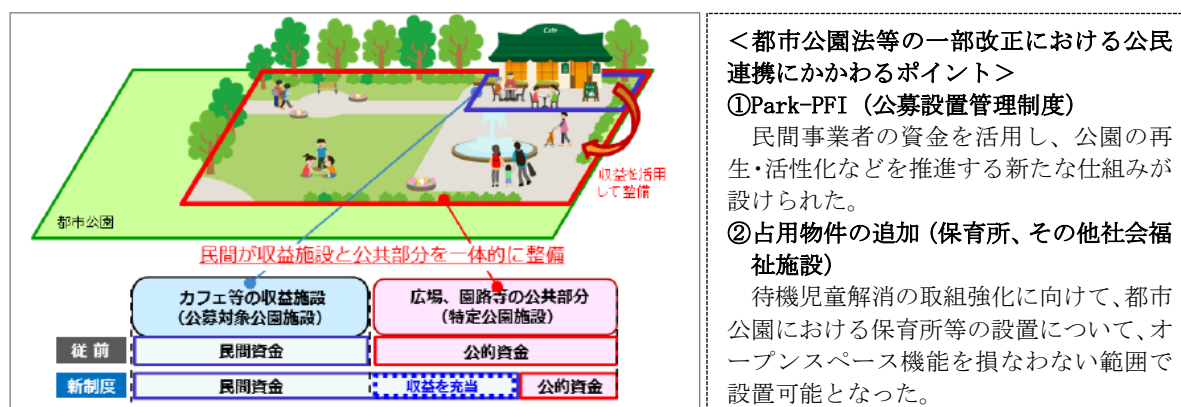 Cafe
収益を活用
して整備
都市公園
民間が収益施設と公共部分を一体的に整備
カフェ等の収益施設
(公募対象公園施設)
広場、園路等の公共部分
(特定公園施設)
従前
民間資金
公的資金
新制度
民間資金
収益を充当
公的資金
＜都市公園法等の一部改正における公民
連携にかかわるポイント＞
①Park-PFI（公募設置管理制度）
民間事業者の資金を活用し、公園の再
生・活性化などを推進する新たな仕組みが
設けられた。
②占用物件の追加（保育所、その他社会福
祉施設）
待機児童解消の取組強化に向けて、都市
公園における保育所等の設置について、オ
ープンスペース機能を損なわない範囲で
設置可能となった。